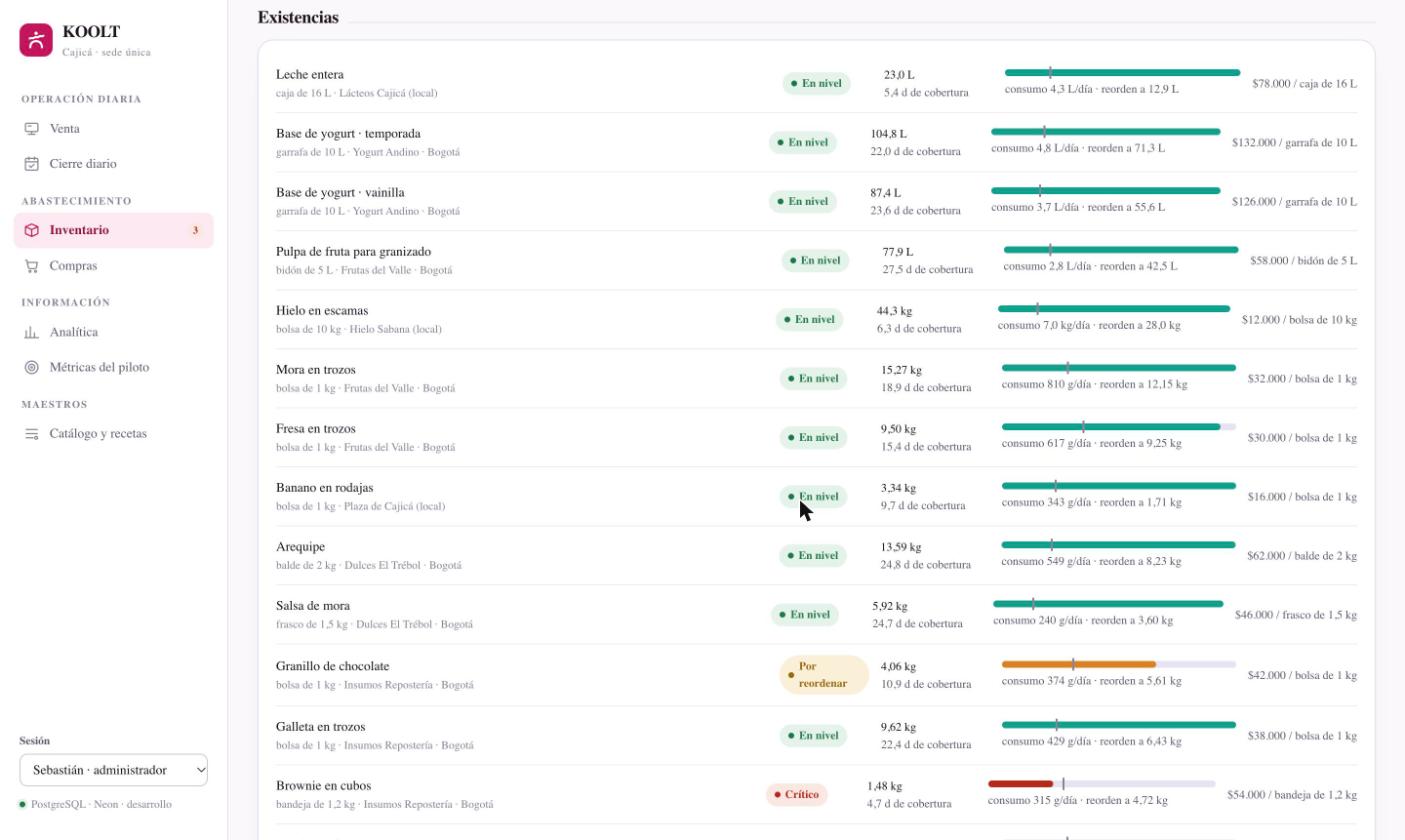 KOOLT
Cajicá · sede única
OPERACIÓN DIARIA
Venta
Cierre diario
ABASTECIMIENTO
Inventario 3
Compras
INFORMACIÓN
Analítica
Métricas del piloto
MAESTROS
Catálogo y recetas
Sesión
Sebastián · administrador
PostgreSQL · Neon · desarrollo
Existencias
Leche entera
caja de 16 L · Lácteos Cajicá (local)
En nivel
23,0 L
5,4 d de cobertura
consumo 4,3 L/día · reorden a 12,9 L
$78.000 / caja de 16 L
Base de yogurt · temporada
garrafa de 10 L · Yogurt Andino · Bogotá
En nivel
104,8 L
22,0 d de cobertura
consumo 4,8 L/día · reorden a 71,3 L
$132.000 / garrafa de 10 L
Base de yogurt · vainilla
garrafa de 10 L · Yogurt Andino · Bogotá
En nivel
87,4 L
23,6 d de cobertura
consumo 3,7 L/día · reorden a 55,6 L
$126.000 / garrafa de 10 L
Pulpa de fruta para granizado
bidón de 5 L · Frutas del Valle · Bogotá
En nivel
77,9 L
27,5 d de cobertura
consumo 2,8 L/día · reorden a 42,5 L
$58.000 / bidón de 5 L
Hielo en escamas
bolsa de 10 kg · Hielo Sabana (local)
En nivel
44,3 kg
6,3 d de cobertura
consumo 7,0 kg/día · reorden a 28,0 kg
$12.000 / bolsa de 10 kg
Mora en trozos
bolsa de 1 kg · Frutas del Valle · Bogotá
En nivel
15,27 kg
18,9 d de cobertura
consumo 810 g/día · reorden a 12,15 kg
$32.000 / bolsa de 1 kg
Fresa en trozos
bolsa de 1 kg · Frutas del Valle · Bogotá
En nivel
9,50 kg
15,4 d de cobertura
consumo 617 g/día · reorden a 9,25 kg
$30.000 / bolsa de 1 kg
Banano en rodajas
bolsa de 1 kg · Plaza de Cajicá (local)
En nivel
3,34 kg
9,7 d de cobertura
consumo 343 g/día · reorden a 1,71 kg
$16.000 / bolsa de 1 kg
Arequipe
balde de 2 kg · Dulces El Trébol · Bogotá
En nivel
13,59 kg
24,8 d de cobertura
consumo 549 g/día · reorden a 8,23 kg
$62.000 / balde de 2 kg
Salsa de mora
frasco de 1,5 kg · Dulces El Trébol · Bogotá
En nivel
5,92 kg
24,7 d de cobertura
consumo 240 g/día · reorden a 3,60 kg
$46.000 / frasco de 1,5 kg
Granillo de chocolate
bolsa de 1 kg · Insumos Repostería · Bogotá
Por
reordenar
4,06 kg
10,9 d de cobertura
consumo 374 g/día · reorden a 5,61 kg
$42.000 / bolsa de 1 kg
Galleta en trozos
bolsa de 1 kg · Insumos Repostería · Bogotá
En nivel
9,62 kg
22,4 d de cobertura
consumo 429 g/día · reorden a 6,43 kg
$38.000 / bolsa de 1 kg
Brownie en cubos
bandeja de 1,2 kg · Insumos Repostería · Bogotá
Crítico
1,48 kg
4,7 d de cobertura
consumo 315 g/día · reorden a 4,72 kg
$54.000 / bandeja de 1,2 kg